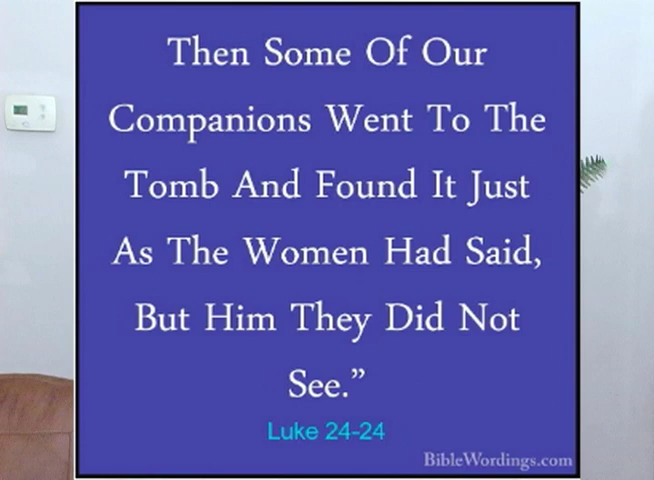 Then Some Of Our
Companions Went To The
Tomb And Found It Just
As The Women Had Said,
But Him They Did Not
See.”
Luke 24-24
BibleWordings.com